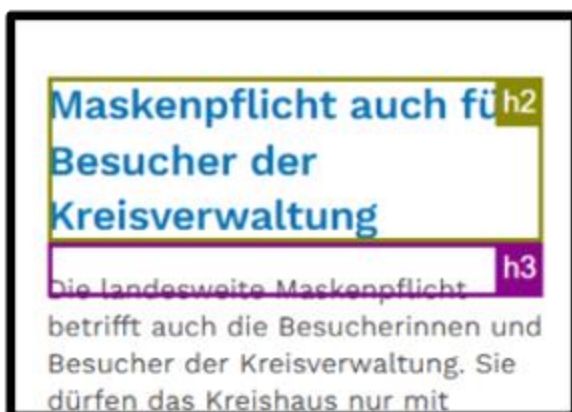 Maskenpflicht auch fü
h2
Besucher der
Kreisverwaltung
h3
Die landesweite Maskenpflicht
betrifft auch die Besucherinnen und
Besucher der Kreisverwaltung. Sie
dürfen das Kreishaus nur mit